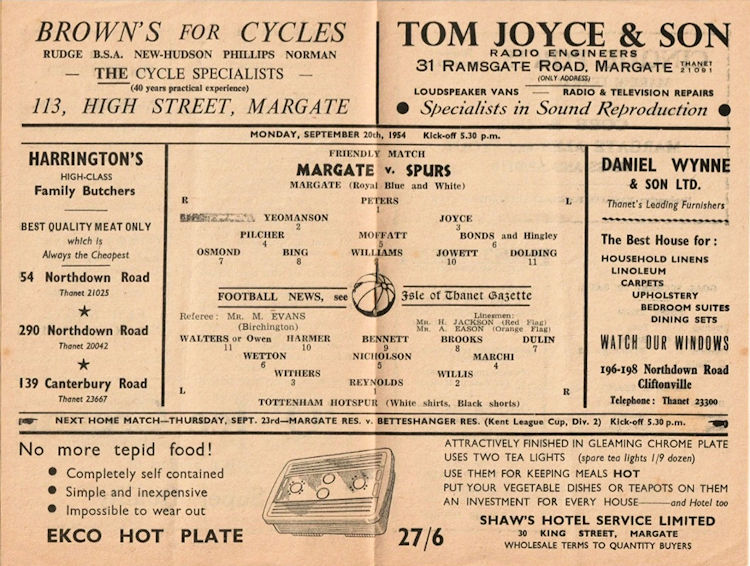 BROWN'S FOR CYCLES
RUDGE B.S.A. NEW-HUDSON PHILLIPS NORMAN
— THE CYCLE SPECIALISTS —
(40 years practical experience)
113, HIGH STREET, MARGATE
TOM JOYCE & SON
RADIO ENGINEERS
31 RAMSGATE ROAD, MARGATE THANET 21091
(ONLY ADDRESS)
LOUDSPEAKER VANS — RADIO & TELEVISION REPAIRS
● Specialists in Sound Reproduction ●
MONDAY, SEPTEMBER 20th, 1954 Kick-off 5.30 p.m.
HARRINGTON'S
HIGH-CLASS
Family Butchers
BEST QUALITY MEAT ONLY
which is
Always the Cheapest
54 Northdown Road
Thanet 21025
★
290 Northdown Road
Thanet 20042
★
139 Canterbury Road
Thanet 23667
FRIENDLY MATCH
MARGATE v. SPURS
MARGATE (Royal Blue and White)
R PETERS L
1
YEOMANSON JOYCE
2 3
PILCHER MOFFATT BONDS and Hingley
4 5 6
OSMOND BING WILLIAMS JOWETT DOLDING
7 8 9 10 11
FOOTBALL NEWS, see Isle of Thanet Gazette
Referee: Mr. M. EVANS
(Birchington)
Linesmen:
Mr. H. JACKSON (Red Flag)
Mr. A. EASON (Orange Flag)
WALTERS or Owen HARMER BENNETT BROOKS DULIN
11 10 9 8 7
WETTON NICHOLSON MARCHI
6 5 4
WITHERS WILLIS
3 2
L REYNOLDS R
1
TOTTENHAM HOTSPUR (White shirts, Black shorts)
DANIEL WYNNE
& SON LTD.
Thanet's Leading Furnishers
The Best House for:
HOUSEHOLD LINENS
LINOLEUM
CARPETS
UPHOLSTERY
BEDROOM SUITES
DINING SETS
WATCH OUR WINDOWS
196-198 Northdown Road
Cliftonville
Telephone: Thanet 23300
NEXT HOME MATCH—THURSDAY, SEPT. 23rd—MARGATE RES. v. BETTESHANGER RES. (Kent League Cup, Div. 2) Kick-off 5.30 p.m.
No more tepid food!
● Completely self contained
● Simple and inexpensive
● Impossible to wear out
EKCO HOT PLATE 27/6
ATTRACTIVELY FINISHED IN GLEAMING CHROME PLATE
USES TWO TEA LIGHTS (spare tea lights 1/9 dozen)
USE THEM FOR KEEPING MEALS HOT
PUT YOUR VEGETABLE DISHES OR TEAPOTS ON THEM
AN INVESTMENT FOR EVERY HOUSE——and Hotel too
SHAW'S HOTEL SERVICE LIMITED
30 KING STREET, MARGATE
WHOLESALE TERMS TO QUANTITY BUYERS